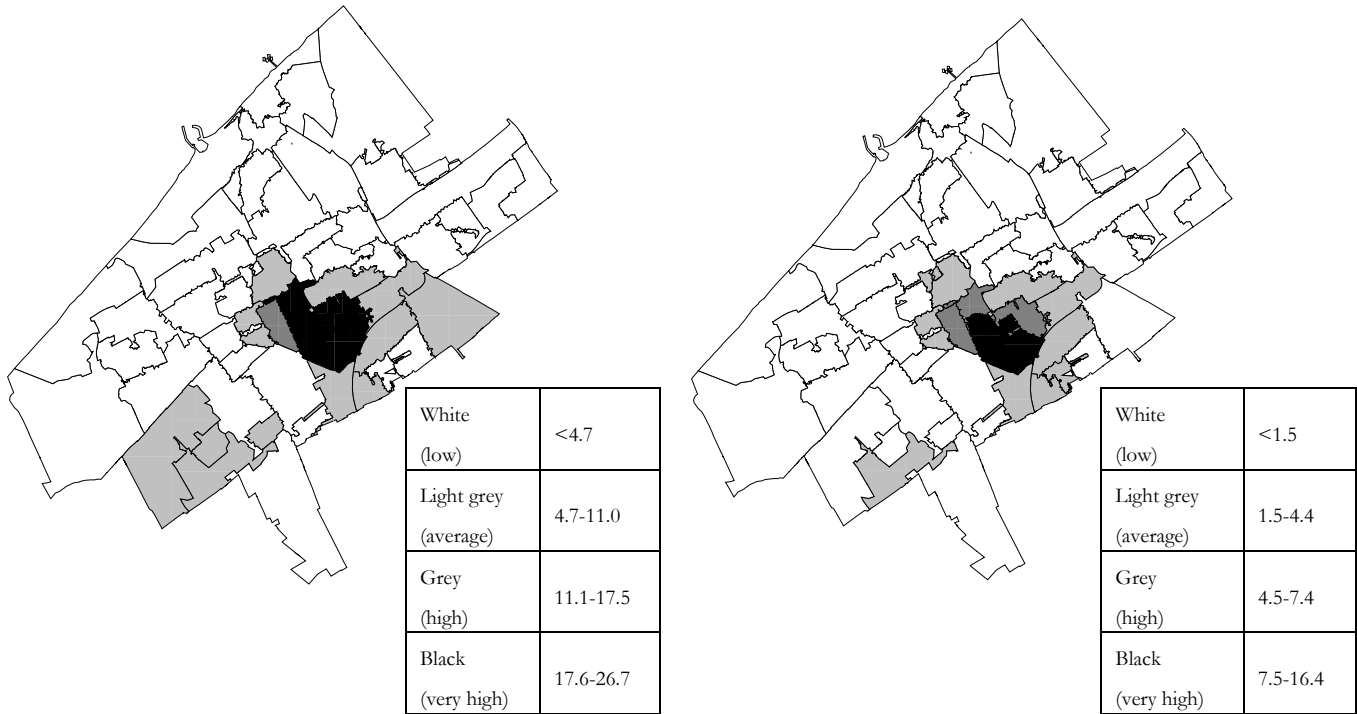 White
(low)
<4.7
Light grey
(average)
4.7-11.0
Grey
(high)
11.1-17.5
Black
(very high)
17.6-26.7
White
(low)
<1.5
Light grey
(average)
1.5-4.4
Grey
(high)
4.5-7.4
Black
(very high)
7.5-16.4